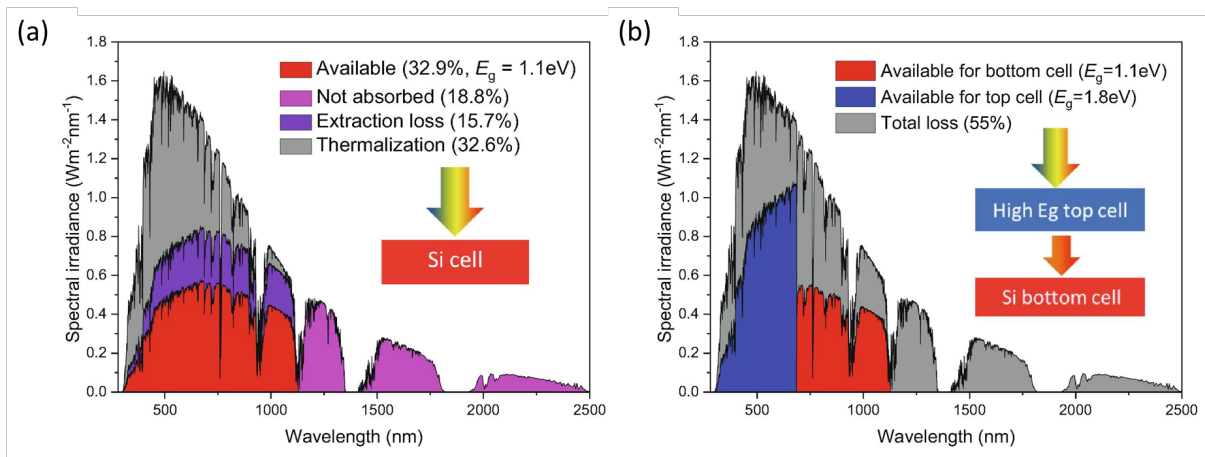 (a)
1.8
1.6
1.4
1.2
1.0
0.8
0.6
0.4
0.2
0.0
Spectral irradiance (Wm-2nm-1)
Available (32.9%, Eg = 1.1eV)
Not absorbed (18.8%)
Extraction loss (15.7%)
Thermalization (32.6%)
Si cell
500 1000 1500 2000 2500
Wavelength (nm)
(b)
1.8
1.6
1.4
1.2
1.0
0.8
0.6
0.4
0.2
0.0
Spectral irradiance (Wm-2nm-1)
Available for bottom cell (Eg=1.1eV)
Available for top cell (Eg=1.8eV)
Total loss (55%)
High Eg top cell
Si bottom cell
500 1000 1500 2000 2500
Wavelength (nm)